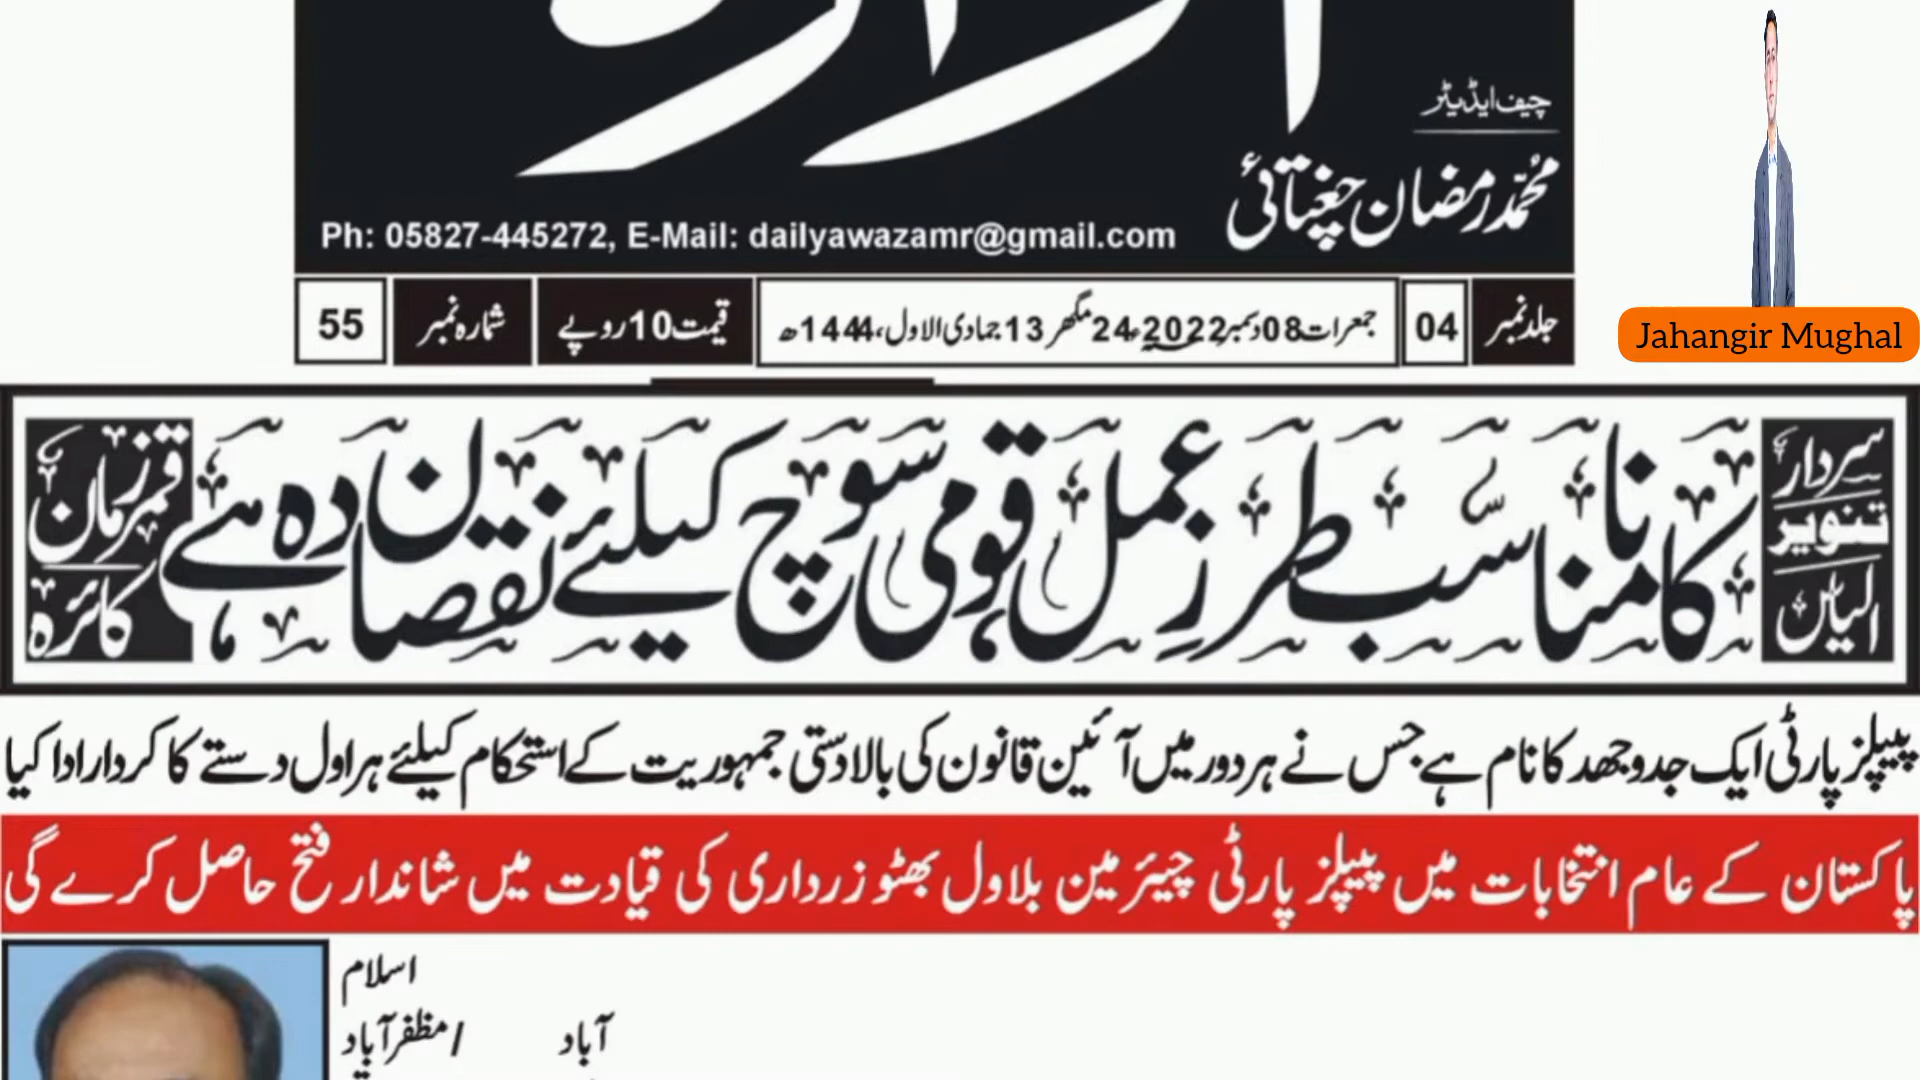 چیف ایڈیٹر
محمد رمضان چغتائی
Ph: 05827-445272, E-Mail: dailyawazamr@gmail.com
جلد نمبر 04 جمعرات 08 دسمبر 2022ء 24 مگھر 13 جمادی الاول، 1444ھ قیمت 10 روپے شمارہ نمبر 55
Jahangir Mughal
سردار تنویر الیاس کا نامناسب طرزِ عمل قومی سوچ کیلئے نقصان دہ ہے قمر زمان کائرہ
پیپلز پارٹی ایک جدوجھد کا نام ہے جس نے ہر دور میں آئین قانون کی بالادستی جمہوریت کے استحکام کیلئے ہر اول دستے کا کردار ادا کیا
پاکستان کے عام انتخابات میں پیپلز پارٹی چیئرمین بلاول بھٹو زرداری کی قیادت میں شاندار فتح حاصل کرے گی
اسلام
آباد / مظفرآباد